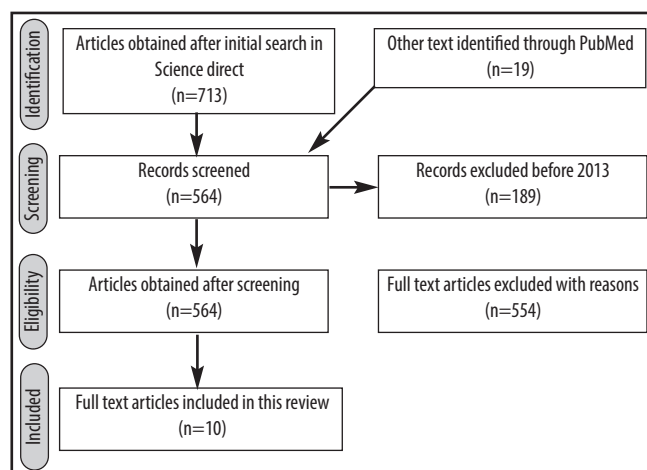 Identification
Articles obtained after initial search in
Science direct
(n=713)
Other text identified through PubMed
(n=19)
Screening
Records screened
(n=564)
Records excluded before 2013
(n=189)
Eligibility
Articles obtained after screening
(n=564)
Full text articles excluded with reasons
(n=554)
Included
Full text articles included in this review
(n=10)